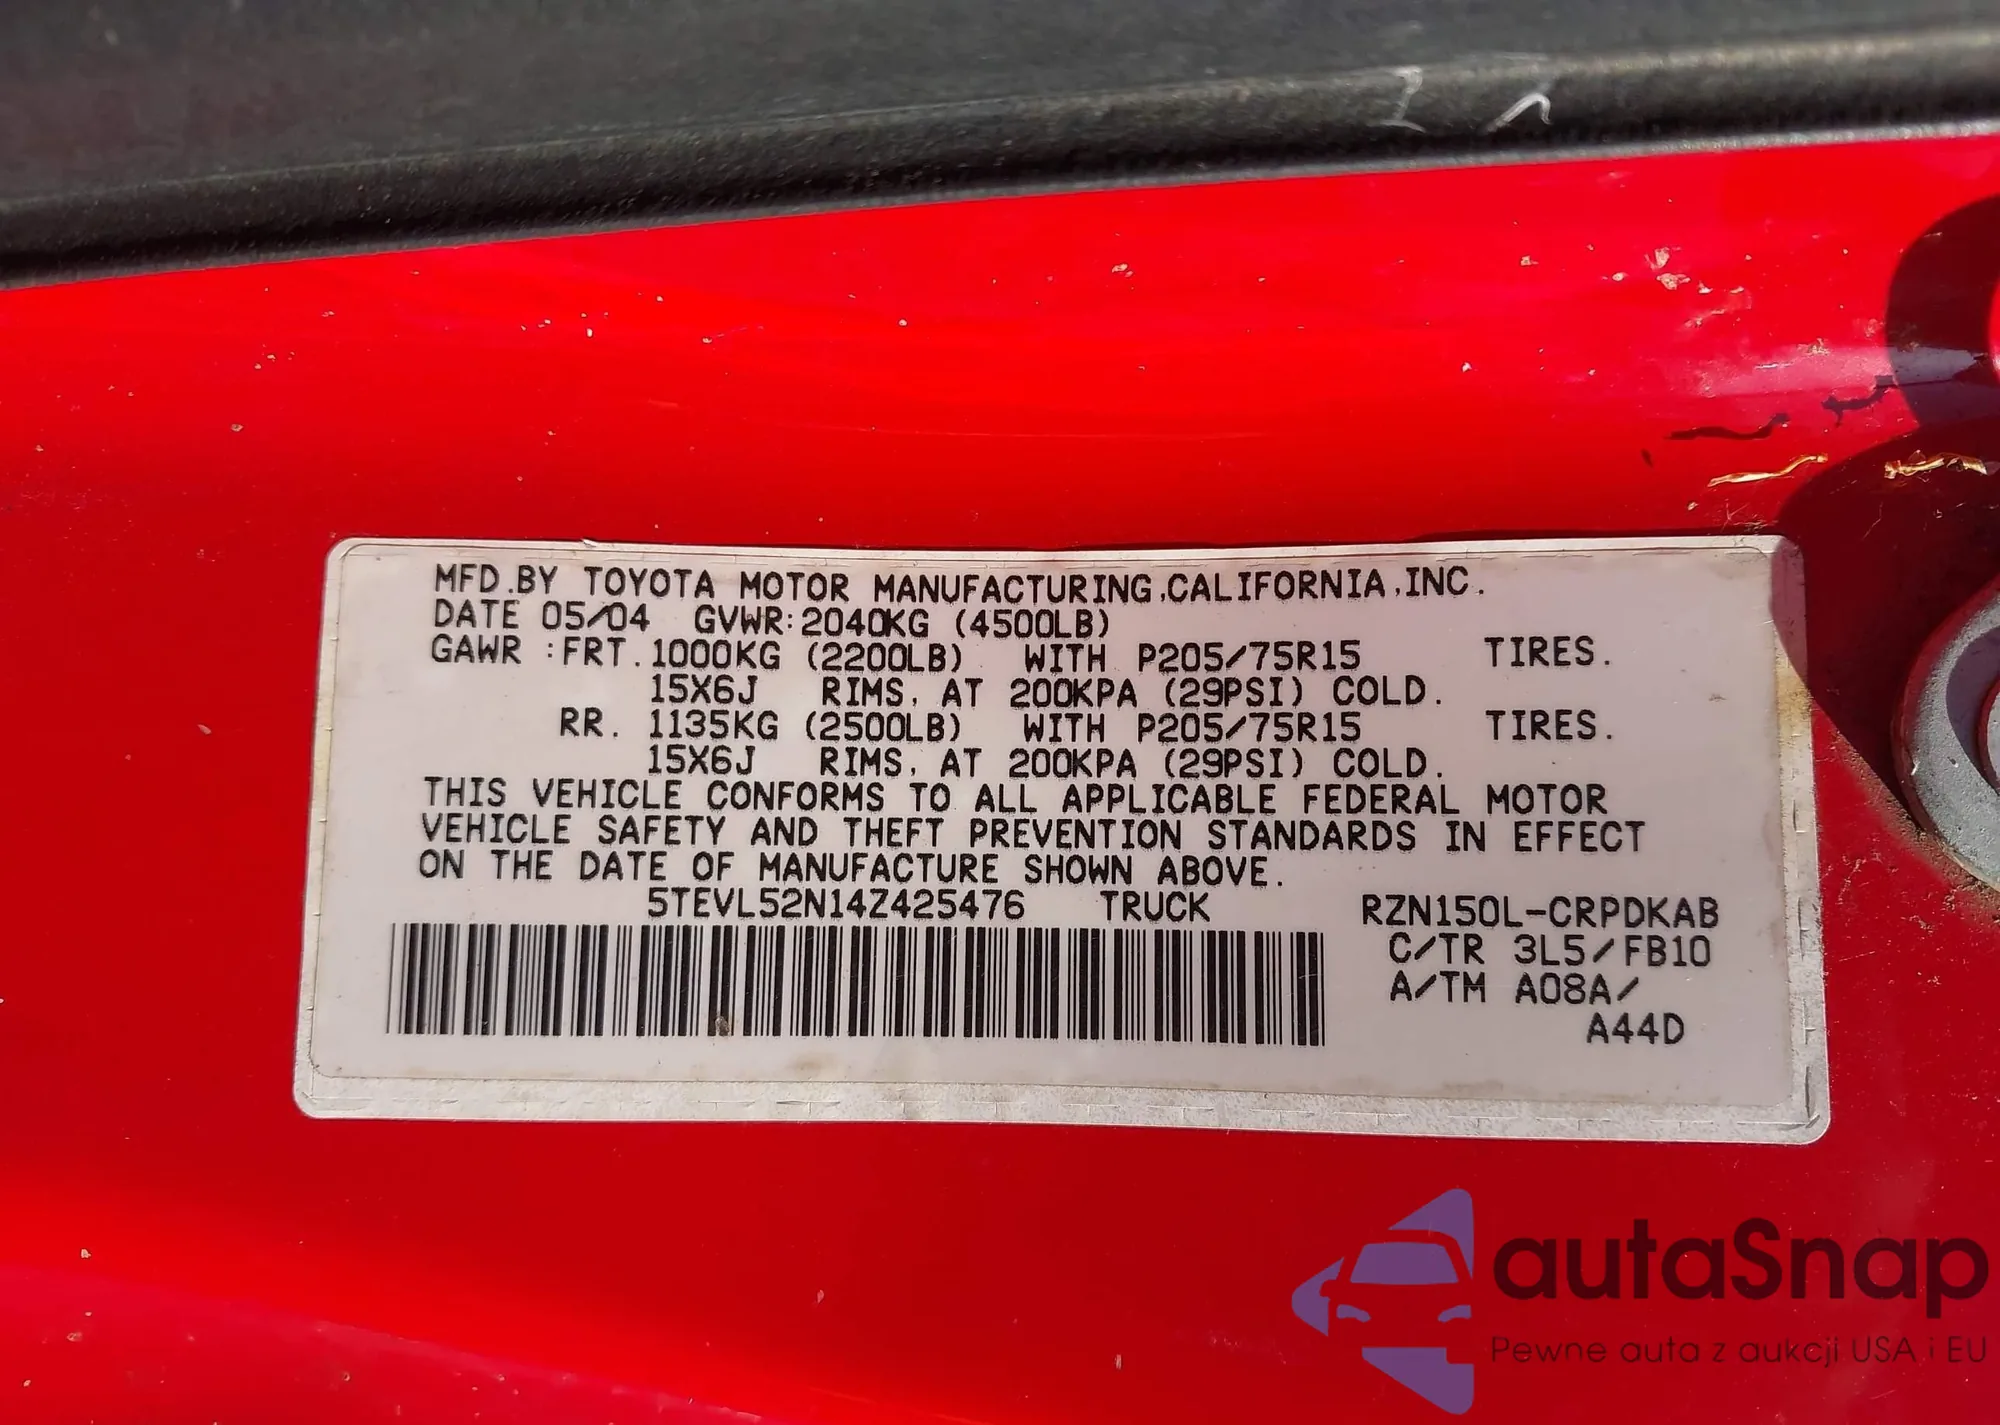 MFD.BY TOYOTA MOTOR MANUFACTURING,CALIFORNIA,INC.
DATE 05/04 GVWR:2040KG (4500LB)
GAWR :FRT. 1000KG (2200LB) WITH P205/75R15 TIRES.
15X6J RIMS, AT 200KPA (29PSI) COLD.
RR. 1135KG (2500LB) WITH P205/75R15 TIRES.
15X6J RIMS, AT 200KPA (29PSI) COLD.
THIS VEHICLE CONFORMS TO ALL APPLICABLE FEDERAL MOTOR
VEHICLE SAFETY AND THEFT PREVENTION STANDARDS IN EFFECT
ON THE DATE OF MANUFACTURE SHOWN ABOVE.
5TEVL52N14Z425476 TRUCK RZN150L-CRPDKAB
C/TR 3L5/FB10
A/TM A08A/
A44D
autaSnap
Pewne auta z aukcji USA i EU